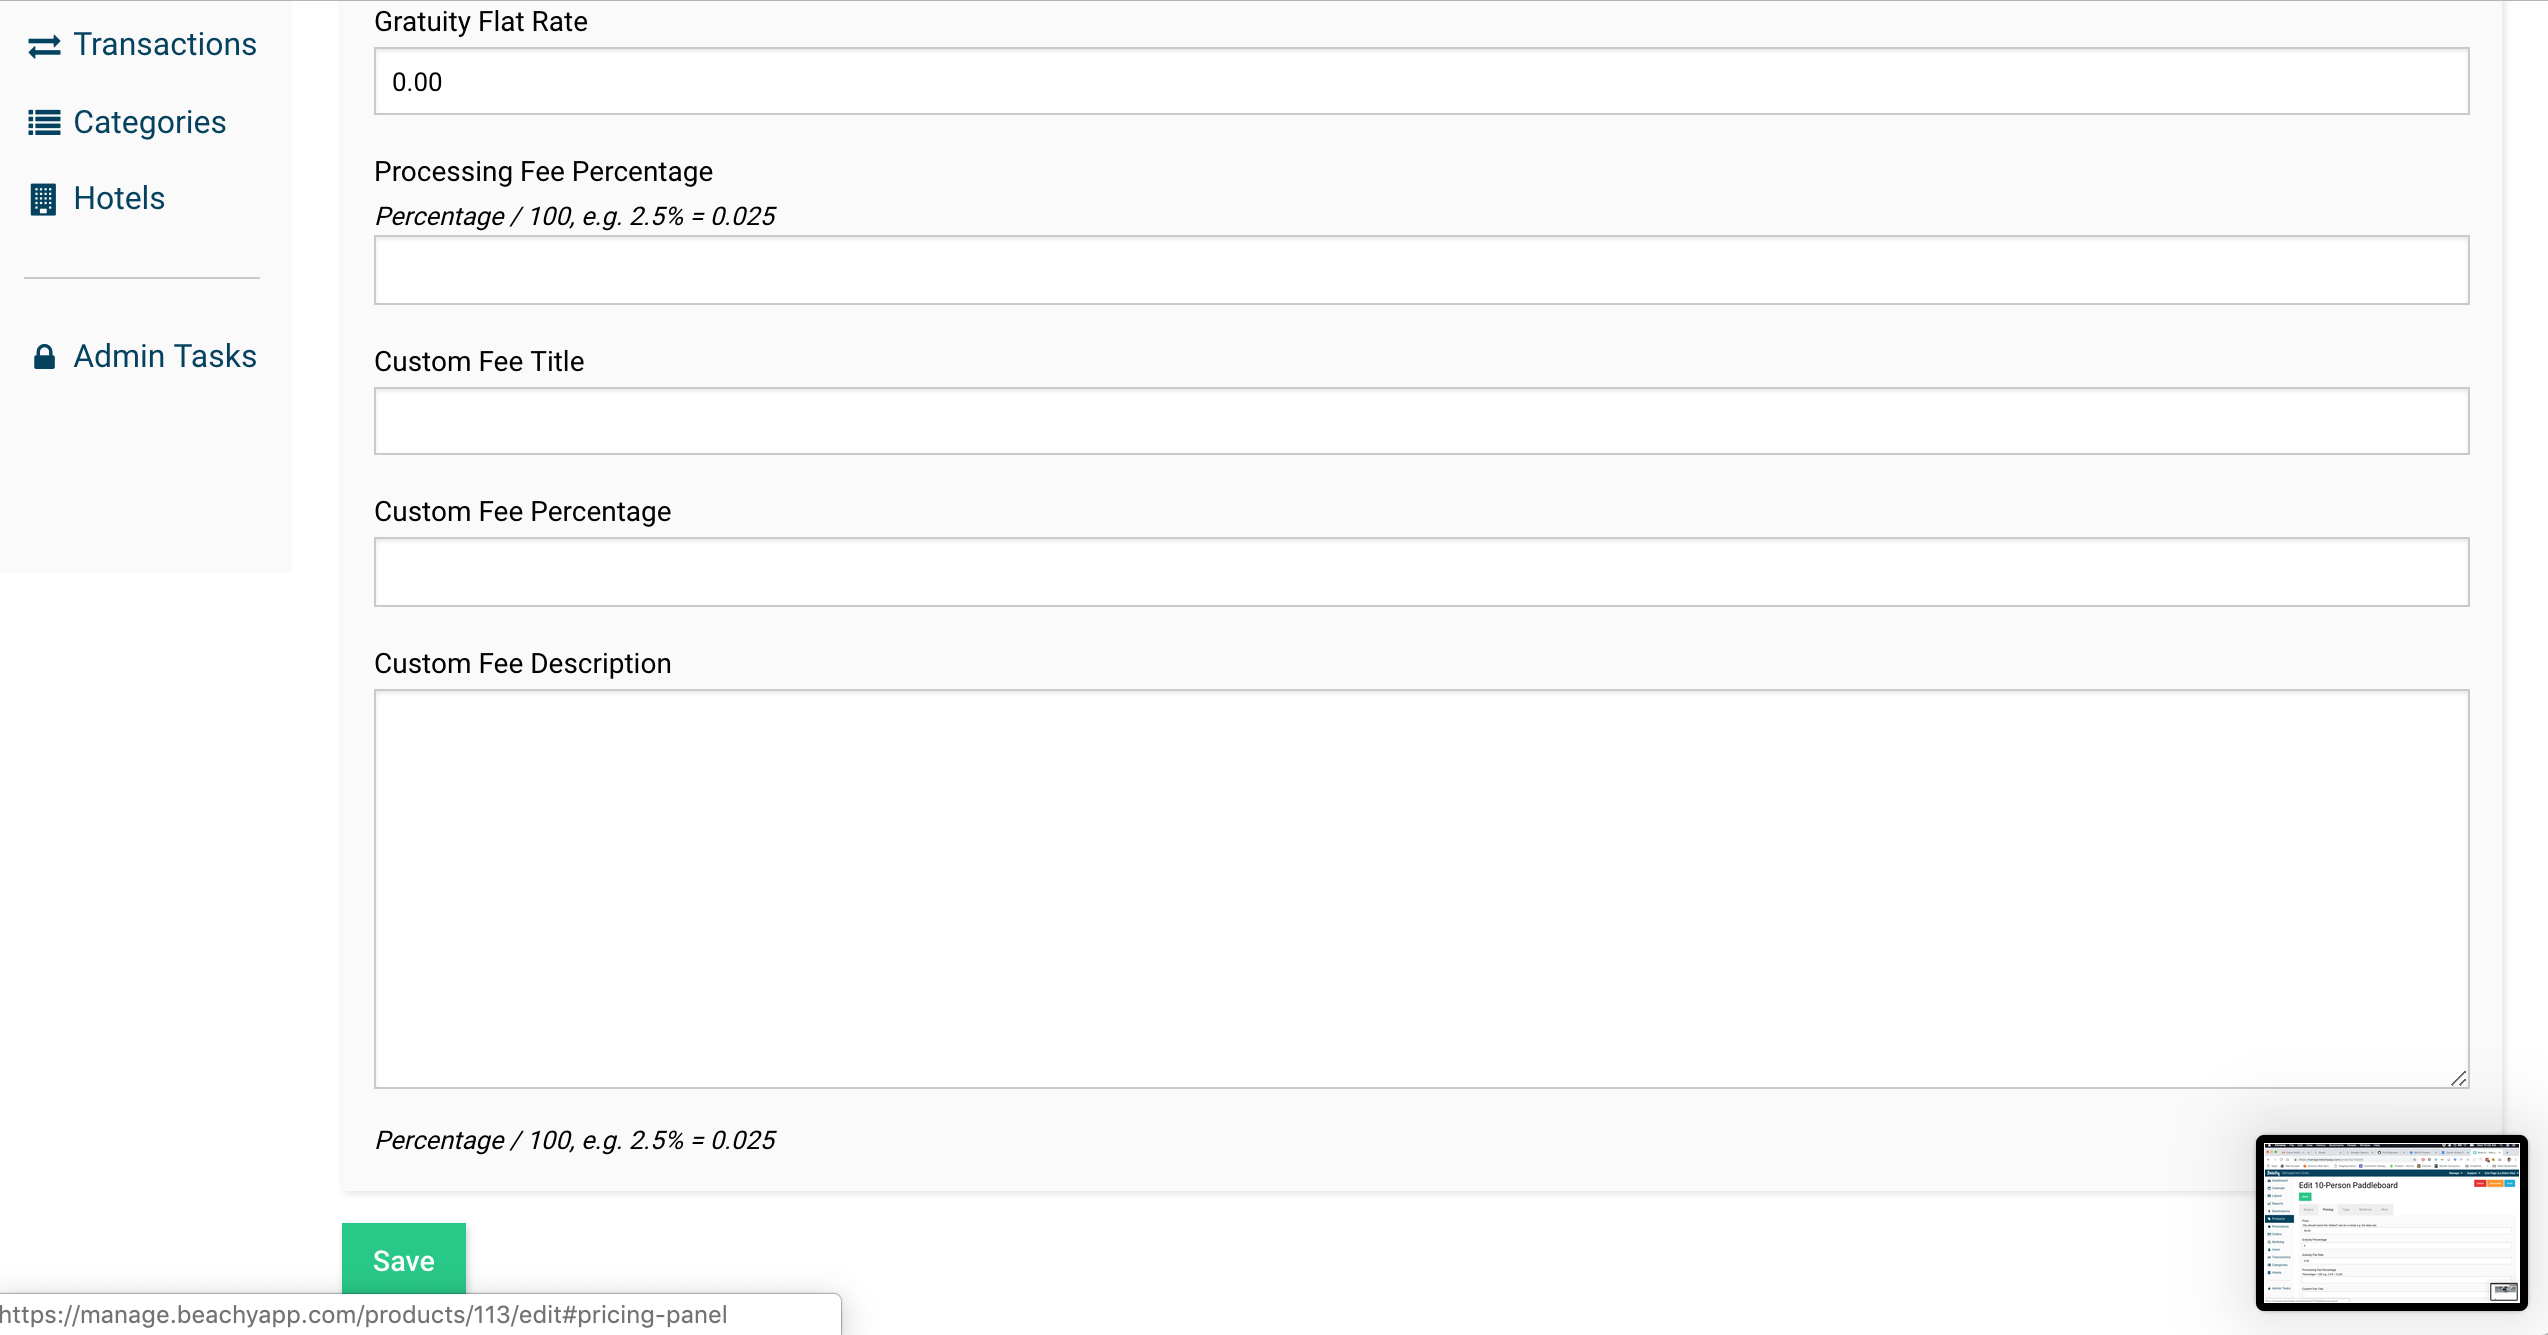 Transactions
Categories
Hotels
Admin Tasks
Gratuity Flat Rate
0.00
Processing Fee Percentage
Percentage / 100, e.g. 2.5% = 0.025
Custom Fee Title
Custom Fee Percentage
Custom Fee Description
Percentage / 100, e.g. 2.5% = 0.025
Save
https://manage.beachyapp.com/products/113/edit#pricing-panel
Edit 10-Person Paddleboard